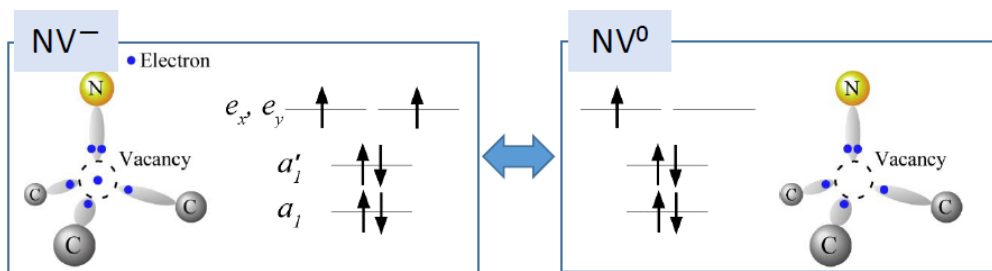 NV⁻
NV⁰
• Electron
N
N
eₓ, e_y
Vacancy
Vacancy
a′₁
C
C
C
C
a₁
C
C